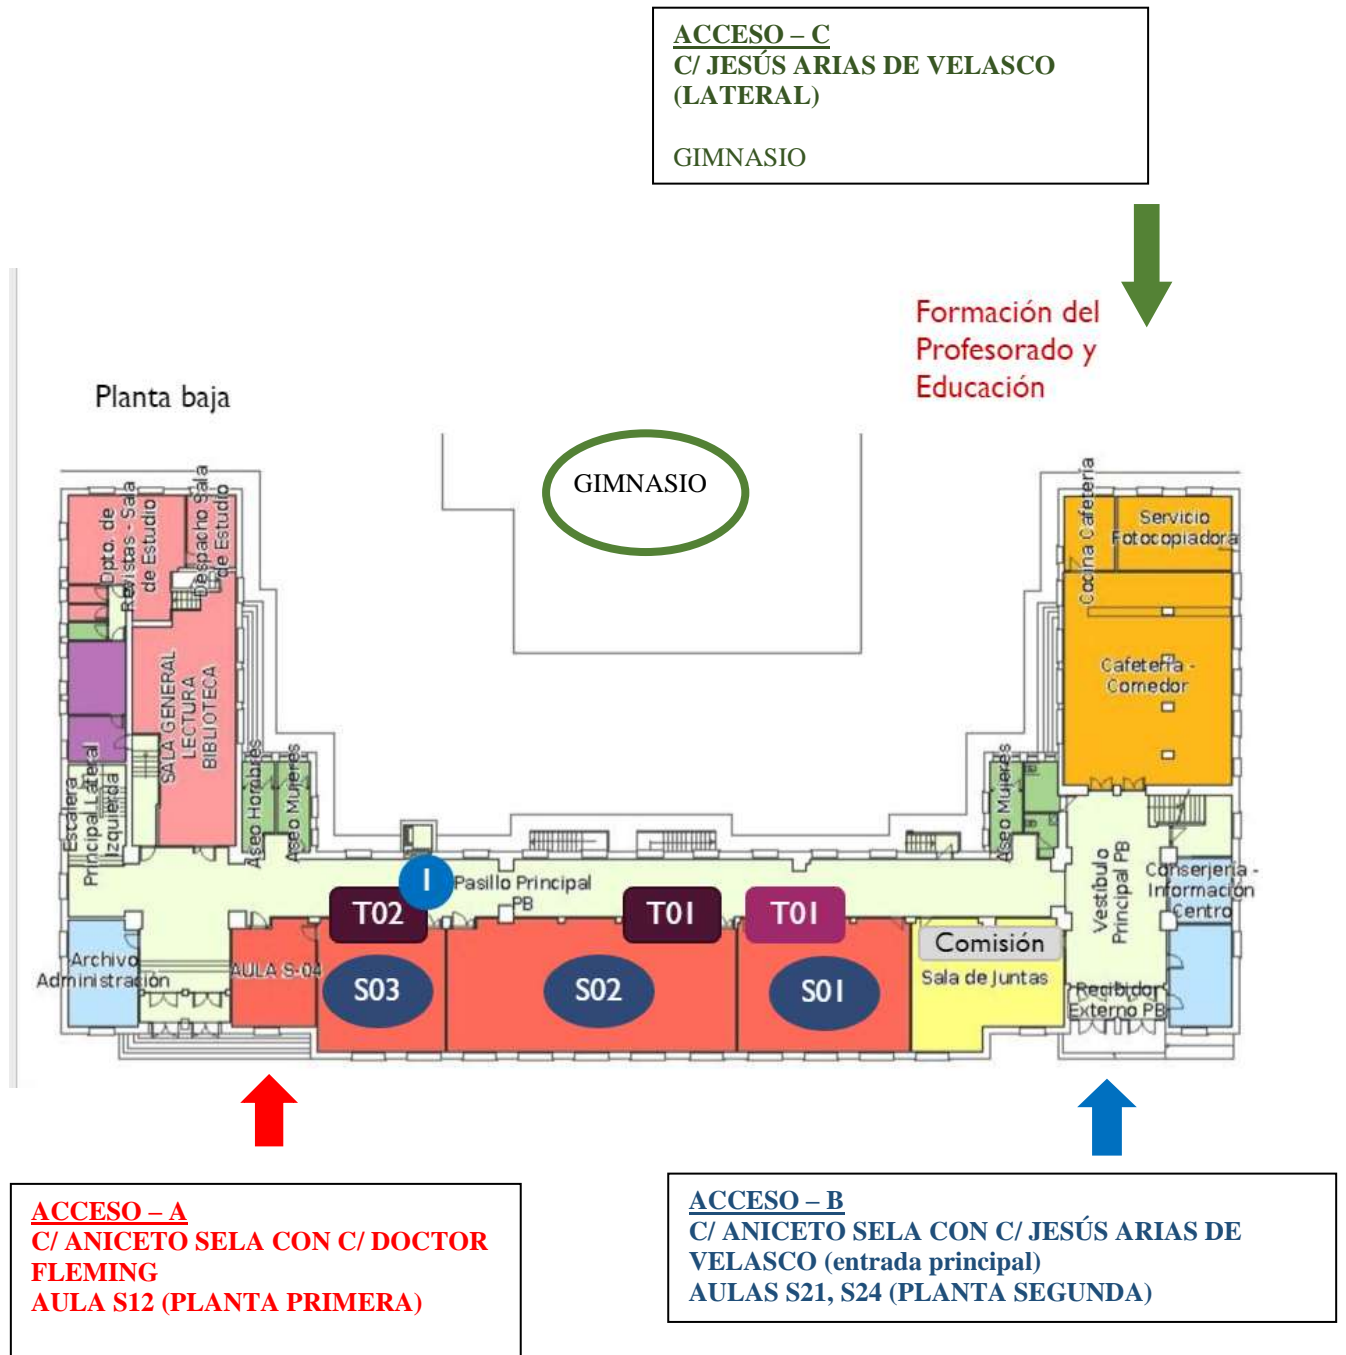 ACCESO – C
C/ JESÚS ARIAS DE VELASCO
(LATERAL)
GIMNASIO
Formación del
Profesorado y
Educación
Planta baja
GIMNASIO
Dpto. de
Revistas - Sala
de Estudio
Despacho Sala
de Estudio
SALA GENERAL
LECTURA
BIBLIOTECA
Escalera
Principal Lateral
Izquierda
Aseo Hombres
Aseo Mujeres
Cocina Cafetería
Servicio
Fotocopiadora
Cafetería -
Comedor
Aseo Mujeres
Vestíbulo
Principal PB
Conserjería -
Información
Centro
I
Pasillo Principal
PB
T02
T01
T01
Archivo
Administración
AULA S-04
S03
S02
S01
Comisión
Sala de Juntas
Recibidor
Externo PB
ACCESO – A
C/ ANICETO SELA CON C/ DOCTOR
FLEMING
AULA S12 (PLANTA PRIMERA)
ACCESO – B
C/ ANICETO SELA CON C/ JESÚS ARIAS DE
VELASCO (entrada principal)
AULAS S21, S24 (PLANTA SEGUNDA)